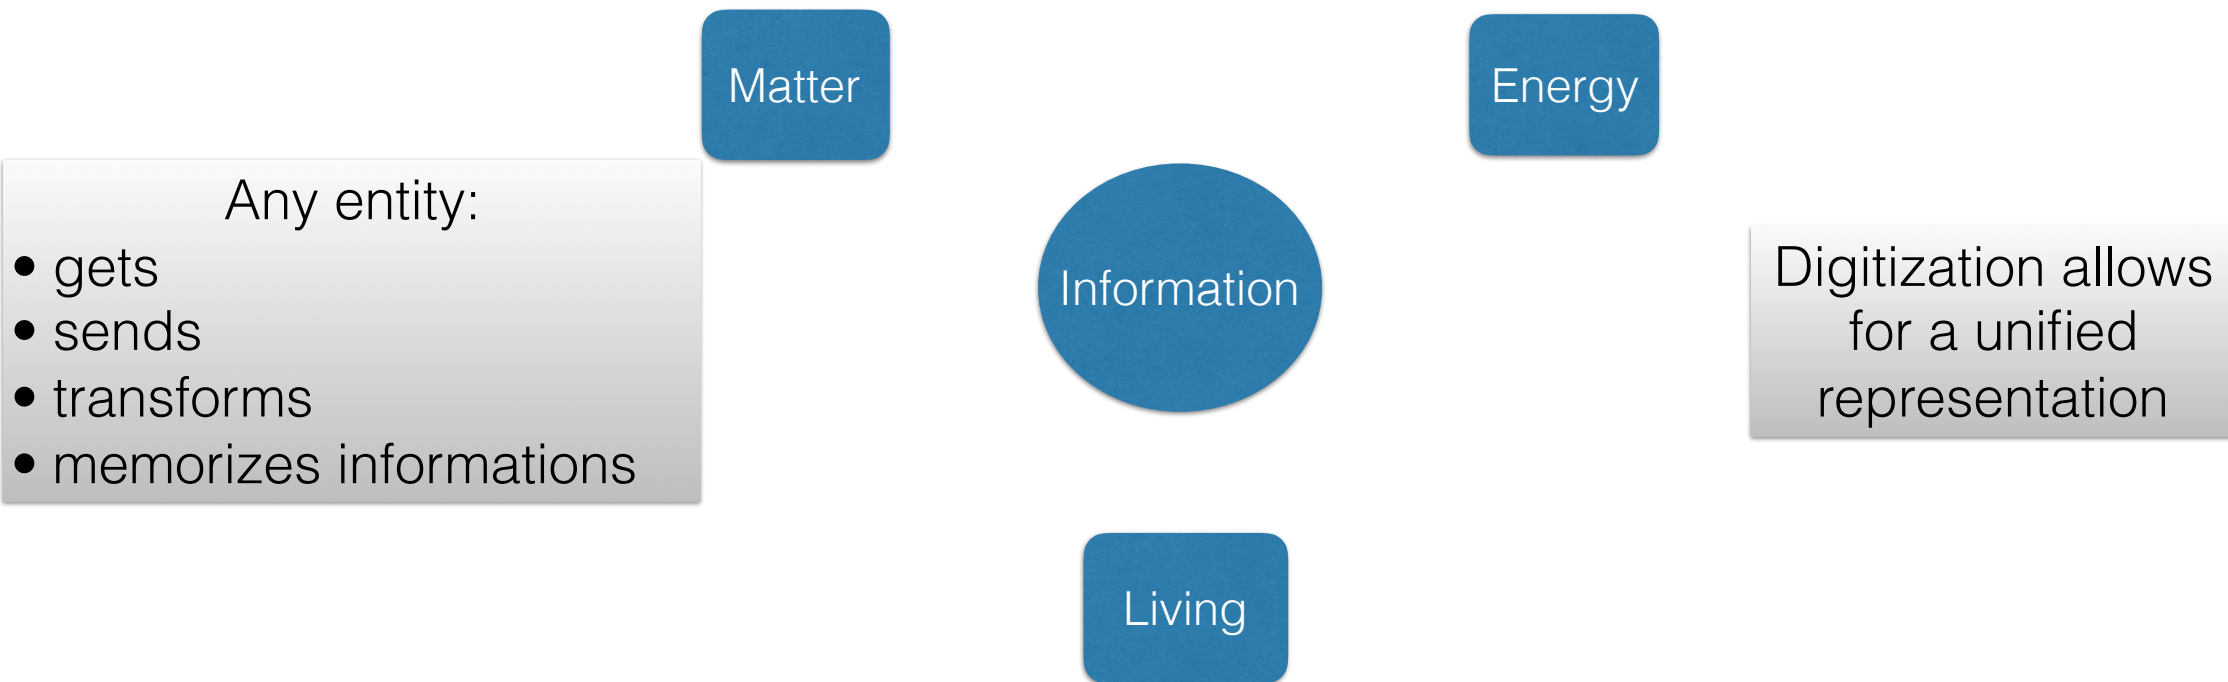 Matter
Energy
Any entity:
• gets
• sends
• transforms
• memorizes informations
Information
Digitization allows
for a unified
representation
Living